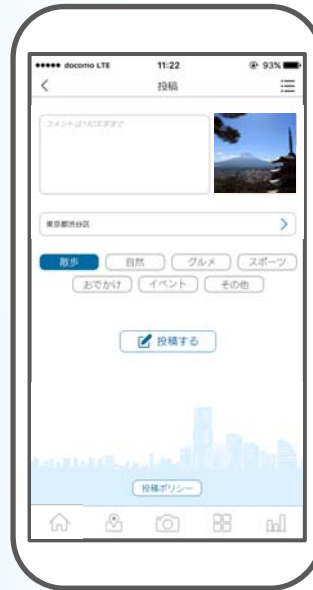 docomo LTE 11:22 93%
投稿
コメントは140文字まで
東京都渋谷区
散歩 自然 グルメ スポーツ
おでかけ イベント その他
投稿する
投稿ポリシー